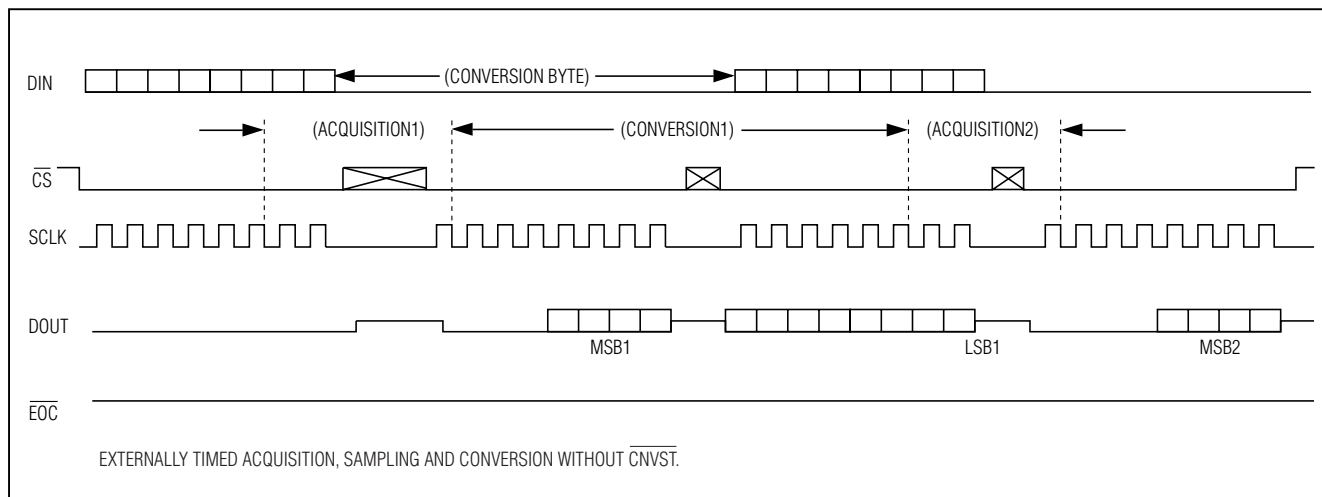 DIN
(CONVERSION BYTE)
(ACQUISITION1)
(CONVERSION1)
(ACQUISITION2)
CS
SCLK
DOUT
MSB1
LSB1
MSB2
EOC
EXTERNALLY TIMED ACQUISITION, SAMPLING AND CONVERSION WITHOUT CNVST.